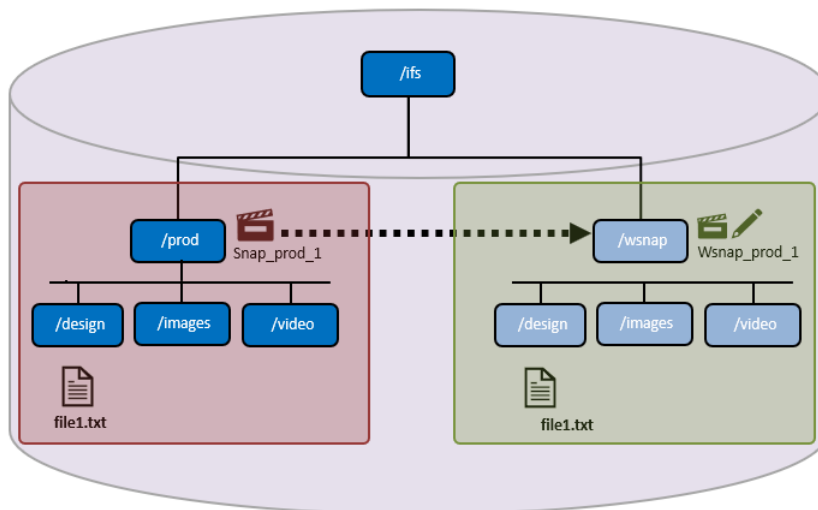 /ifs
/prod
Snap_prod_1
/design
/images
/video
file1.txt
/wsnap
Wsnap_prod_1
/design
/images
/video
file1.txt